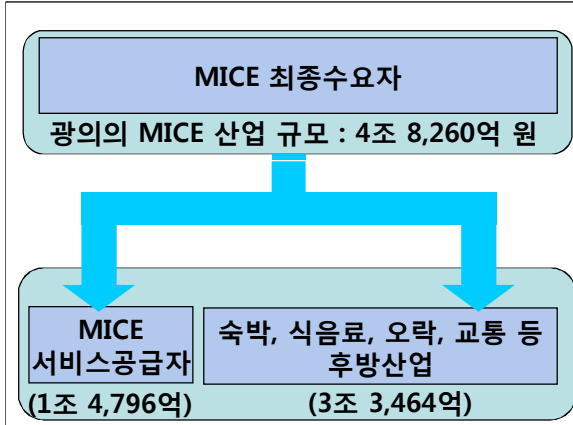 MICE 최종수요자
광의의 MICE 산업 규모 : 4조 8,260억 원
MICE
서비스공급자
(1조 4,796억)
숙박, 식음료, 오락, 교통 등
후방산업
(3조 3,464억)